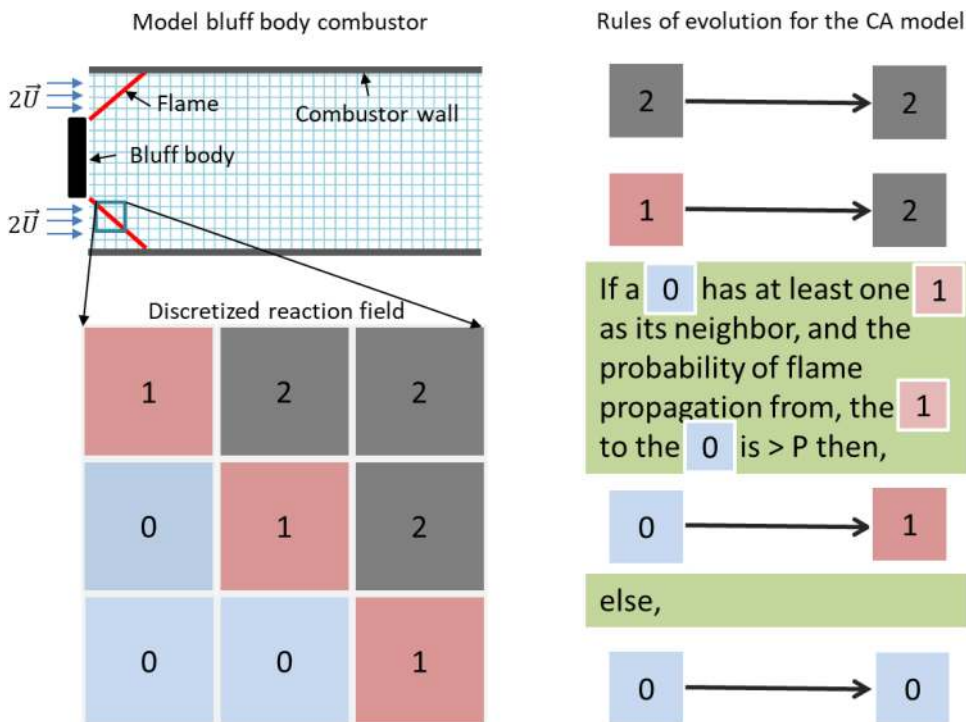 Model bluff body combustor
2U⃗
Flame
Combustor wall
Bluff body
2U⃗
Discretized reaction field
1 2 2
0 1 2
0 0 1
Rules of evolution for the CA model
2 2
1 2
If a 0 has at least one 1
as its neighbor, and the
probability of flame
propagation from, the 1
to the 0 is > P then,
0 1
else,
0 0